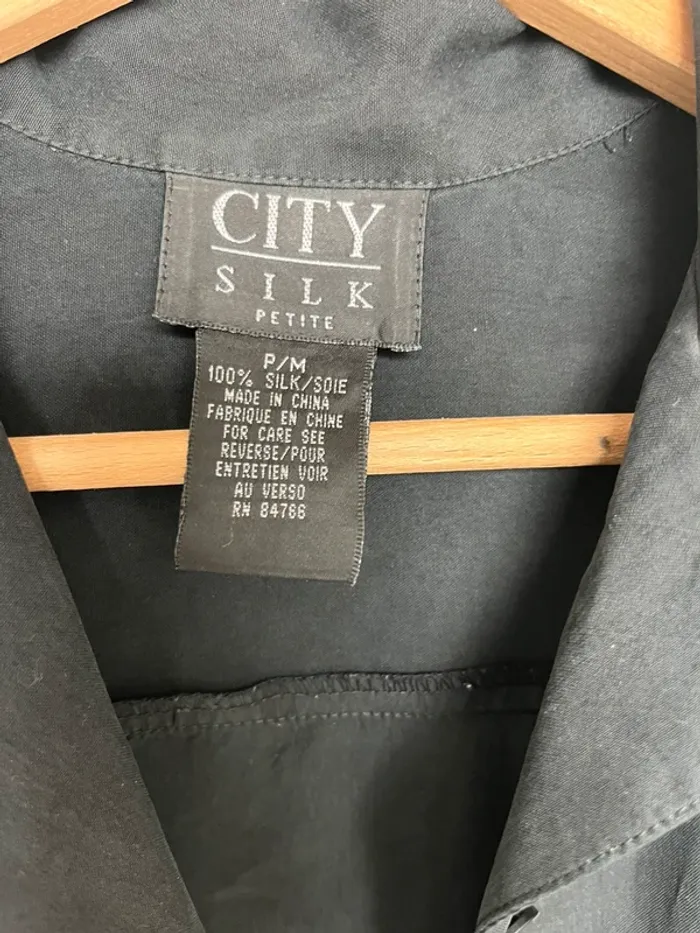 CITY
SILK
PETITE
P/M
100% SILK/SOIE
MADE IN CHINA
FABRIQUE EN CHINE
FOR CARE SEE
REVERSE/POUR
ENTRETIEN VOIR
AU VERSO
RN 84766